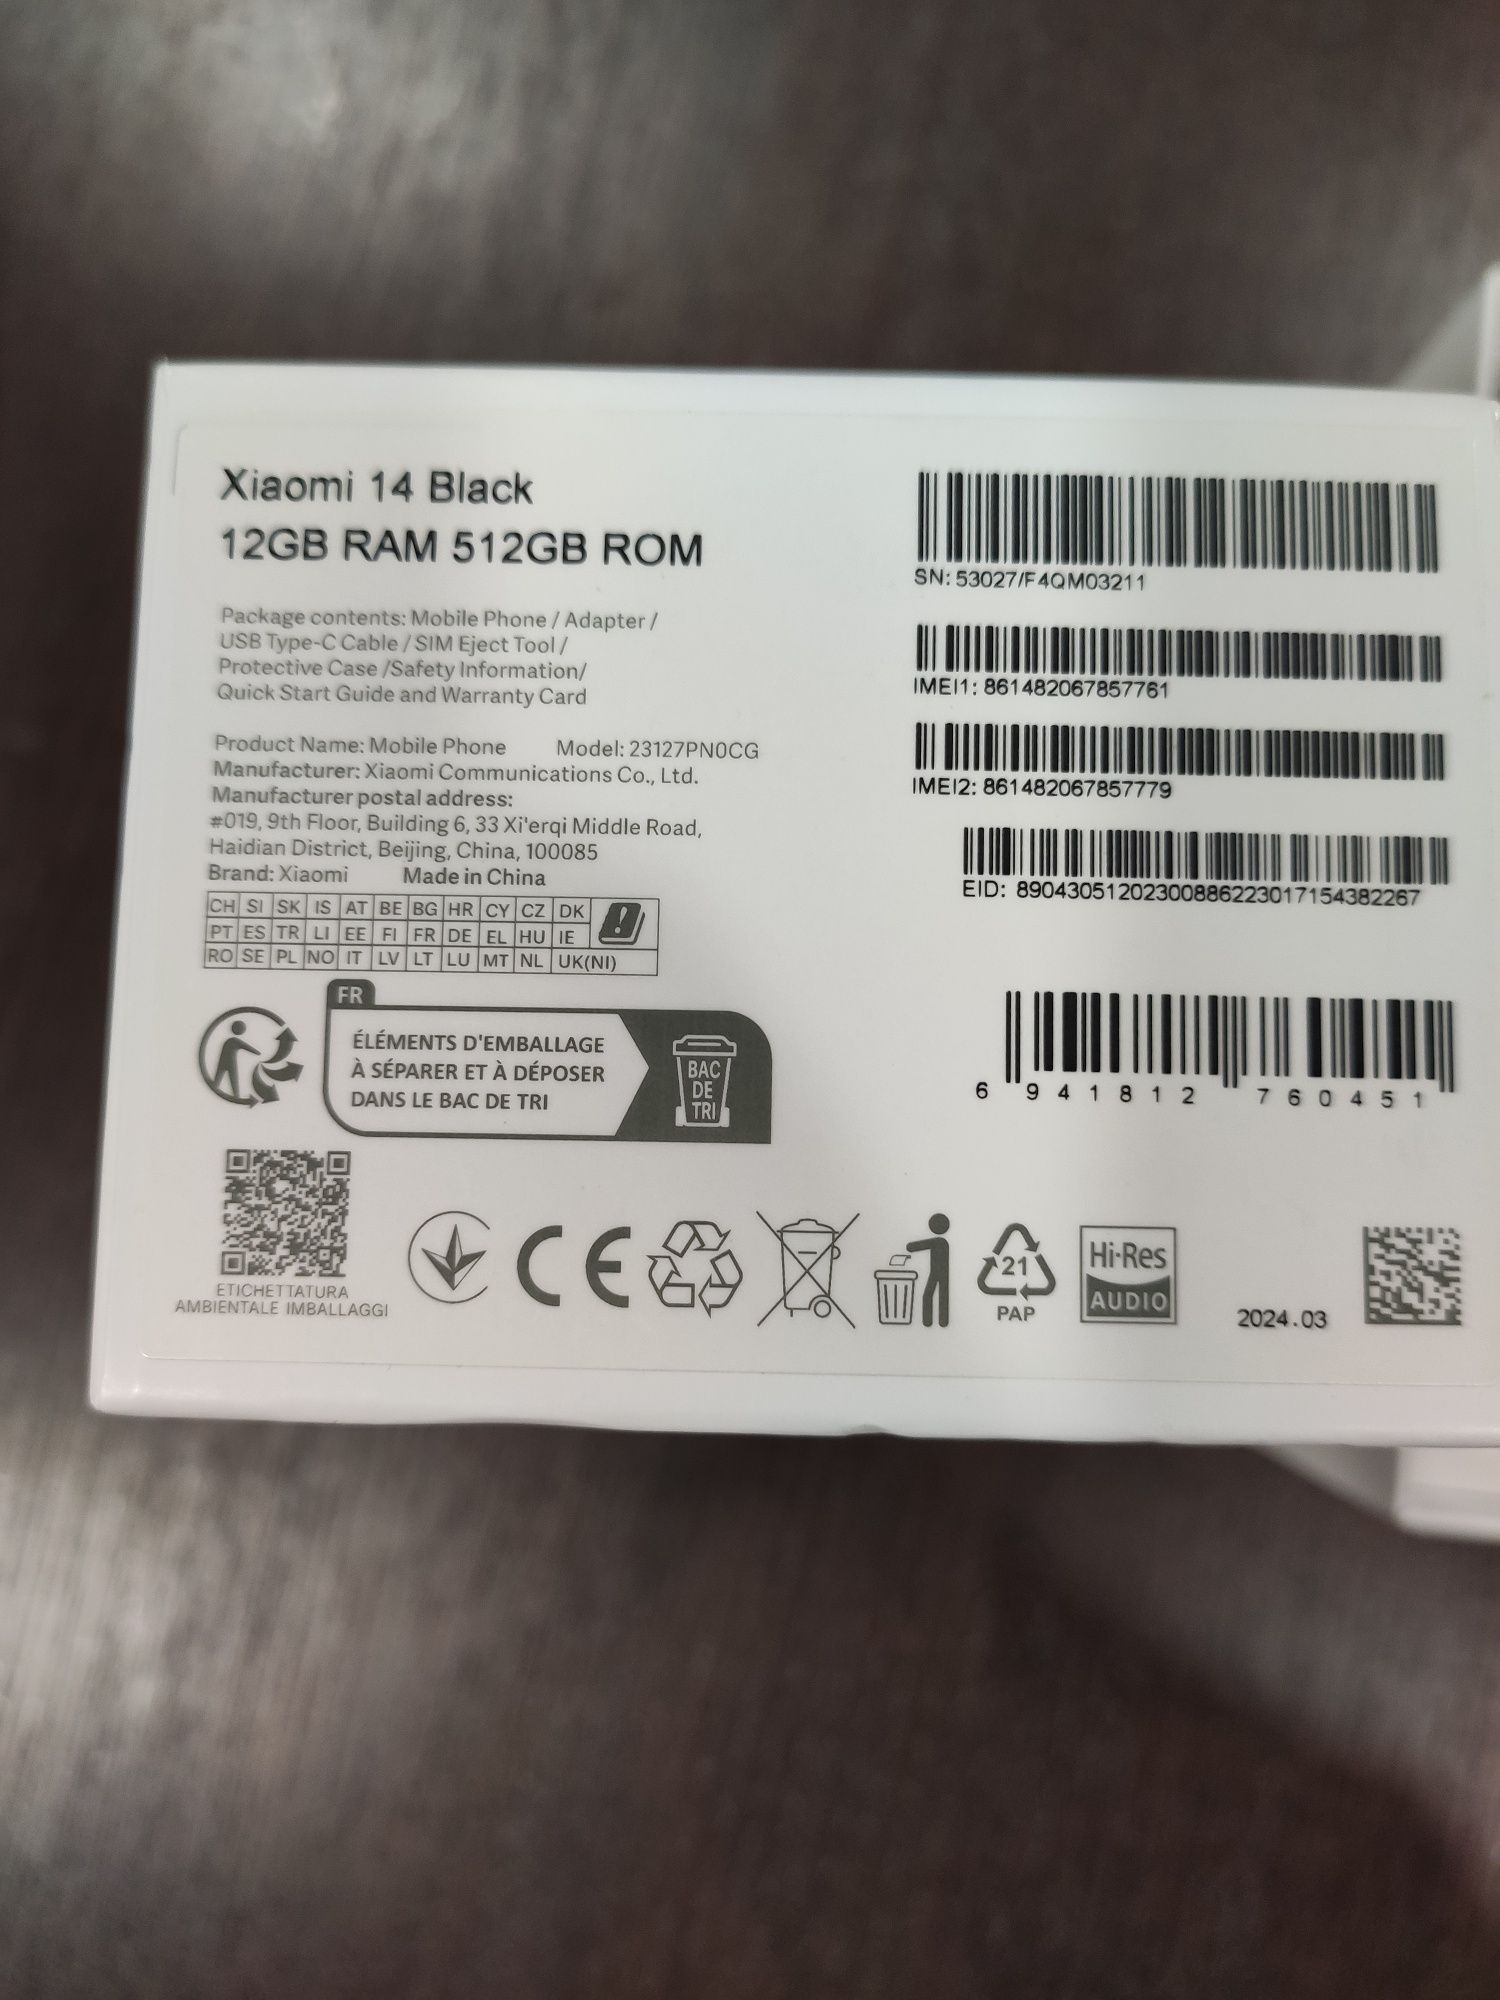 Xiaomi 14 Black
12GB RAM 512GB ROM
Package contents: Mobile Phone / Adapter /
USB Type-C Cable / SIM Eject Tool /
Protective Case /Safety Information/
Quick Start Guide and Warranty Card
Product Name: Mobile Phone Model: 23127PN0CG
Manufacturer: Xiaomi Communications Co., Ltd.
Manufacturer postal address:
#019, 9th Floor, Building 6, 33 Xi'erqi Middle Road,
Haidian District, Beijing, China, 100085
Brand: Xiaomi Made in China
CH SI SK IS AT BE BG HR CY CZ DK
PT ES TR LI EE FI FR DE EL HU IE
RO SE PL NO IT LV LT LU MT NL UK(NI)
FR
ÉLÉMENTS D'EMBALLAGE
À SÉPARER ET À DÉPOSER
DANS LE BAC DE TRI
BAC
DE
TRI
ETICHETTATURA
AMBIENTALE IMBALLAGGI
CE
21
PAP
Hi-Res
AUDIO
2024.03
SN: 53027/F4QM03211
IMEI1: 861482067857761
IMEI2: 861482067857779
EID: 89043051202300886223017154382267
6 941812 760451